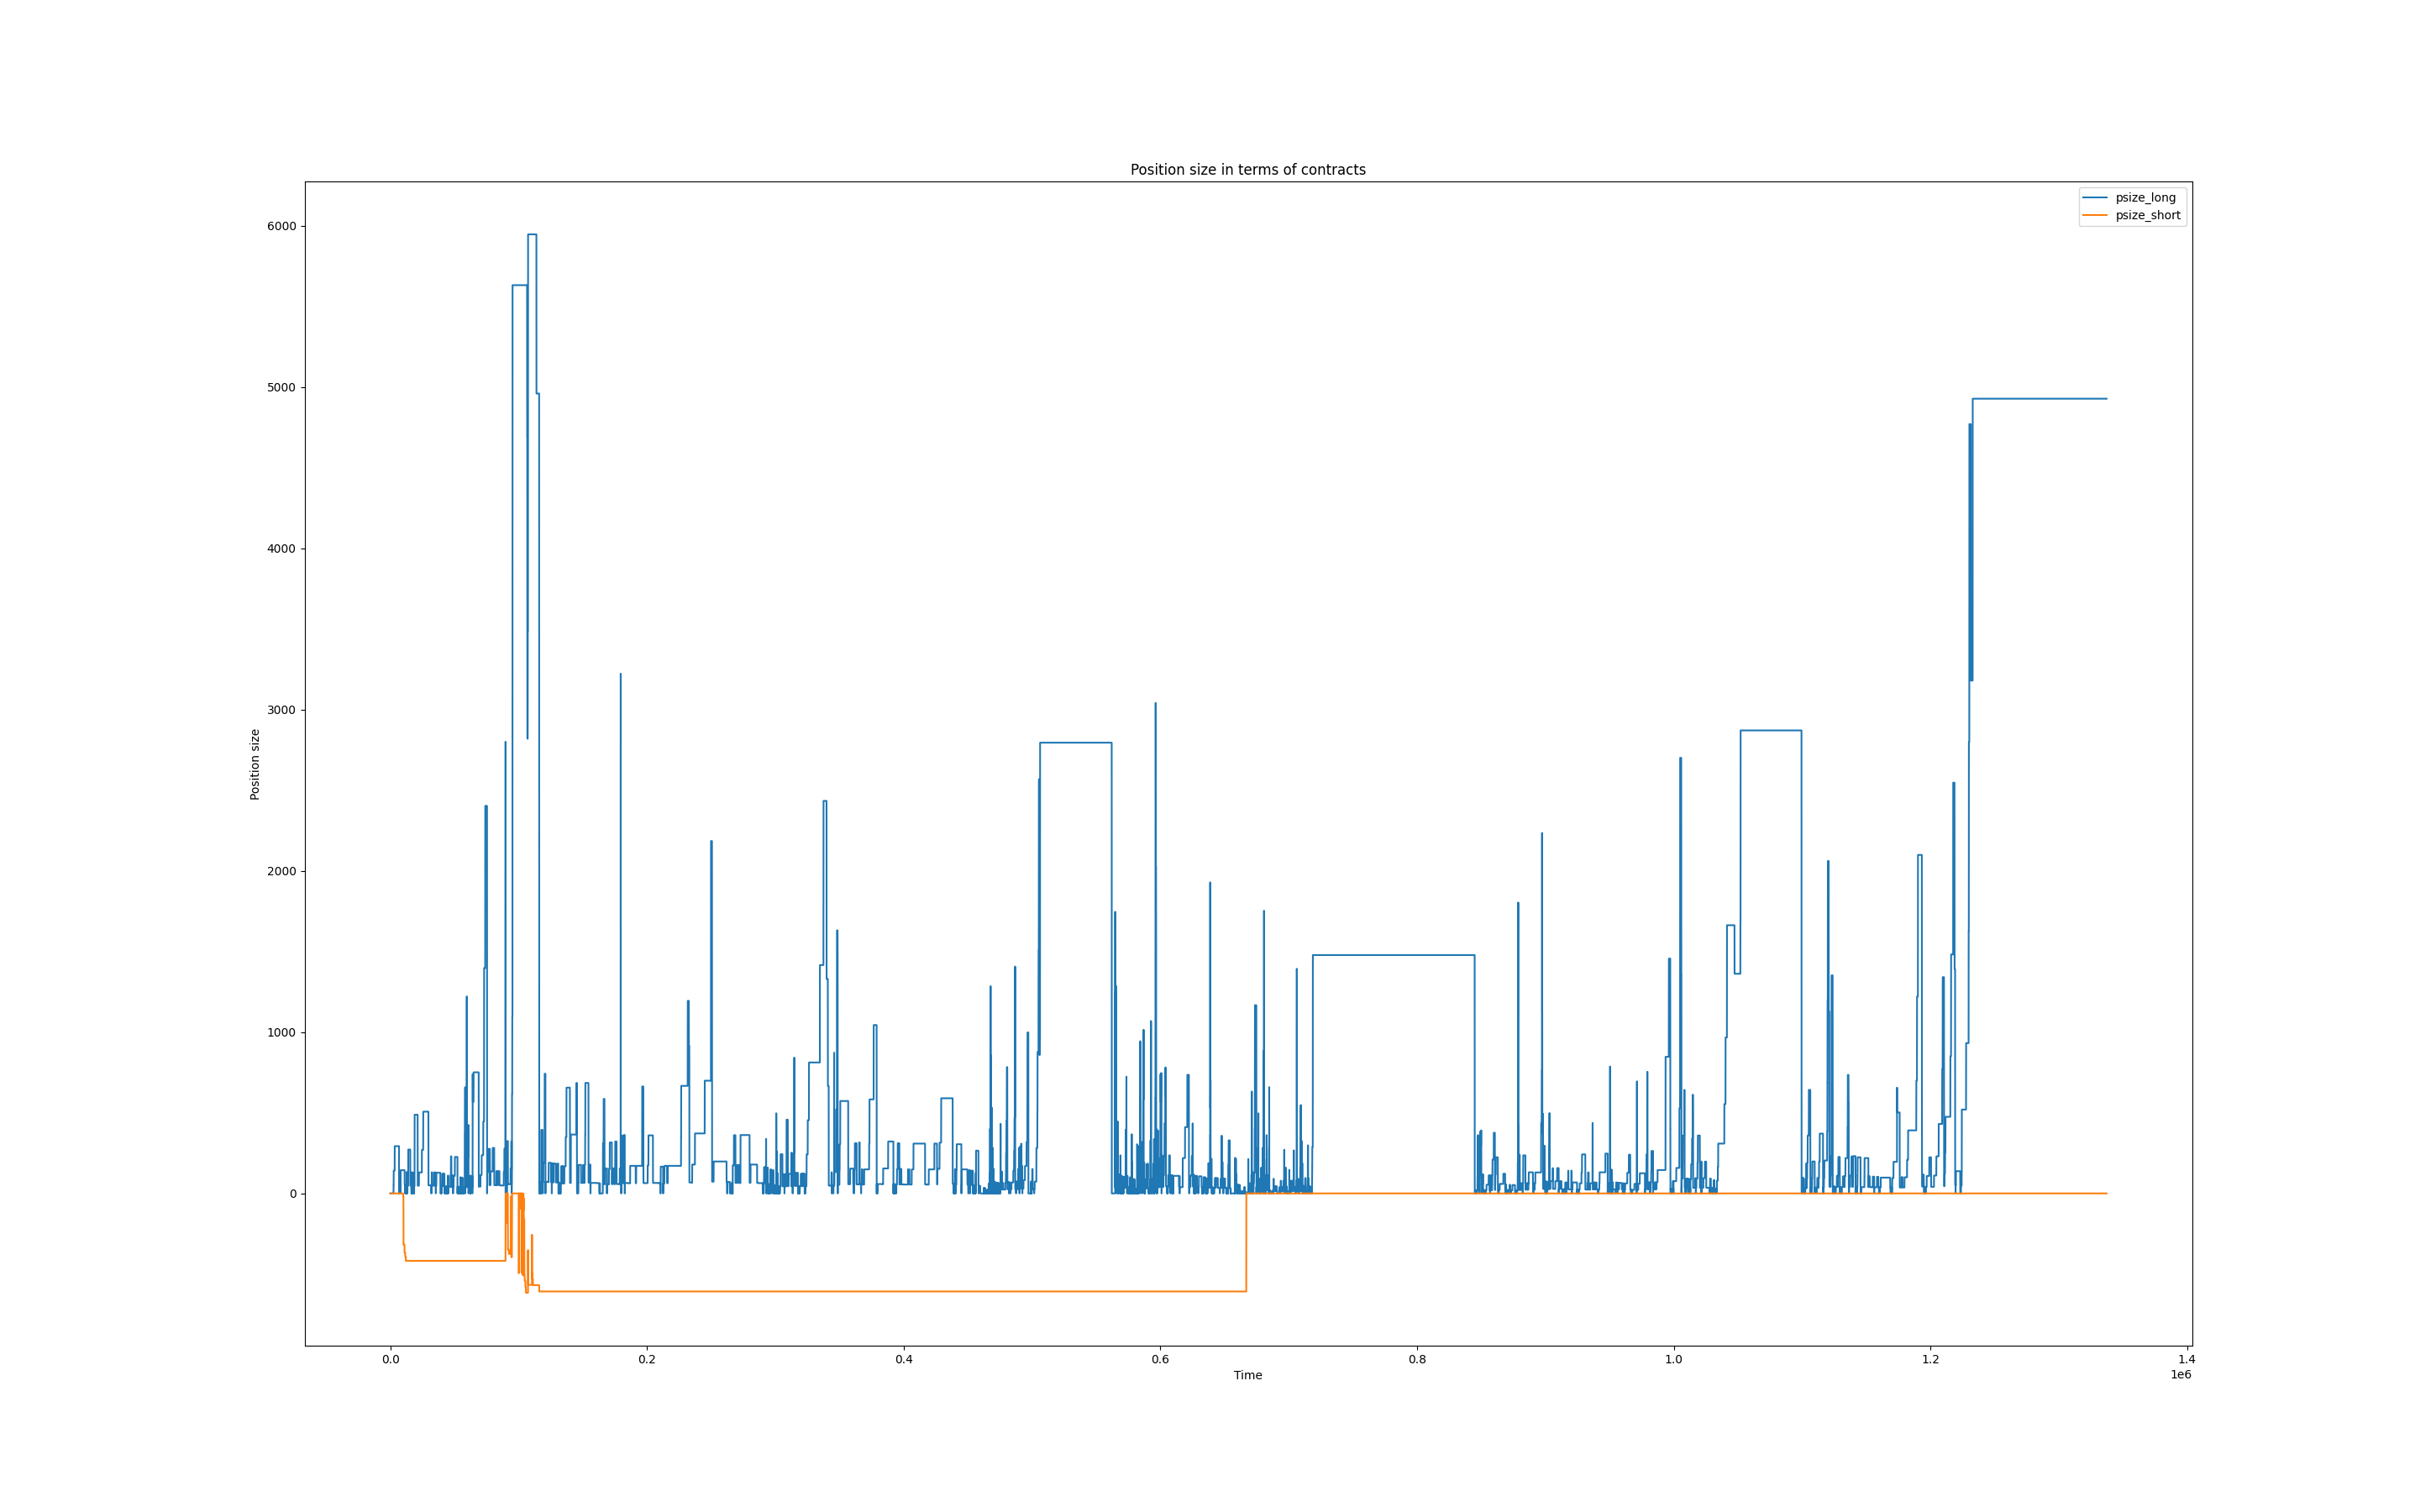 Position size in terms of contracts
psize_long
psize_short
6000
5000
4000
3000
2000
1000
0
Position size
0.0 0.2 0.4 0.6 0.8 1.0 1.2 1.4
Time
1e6